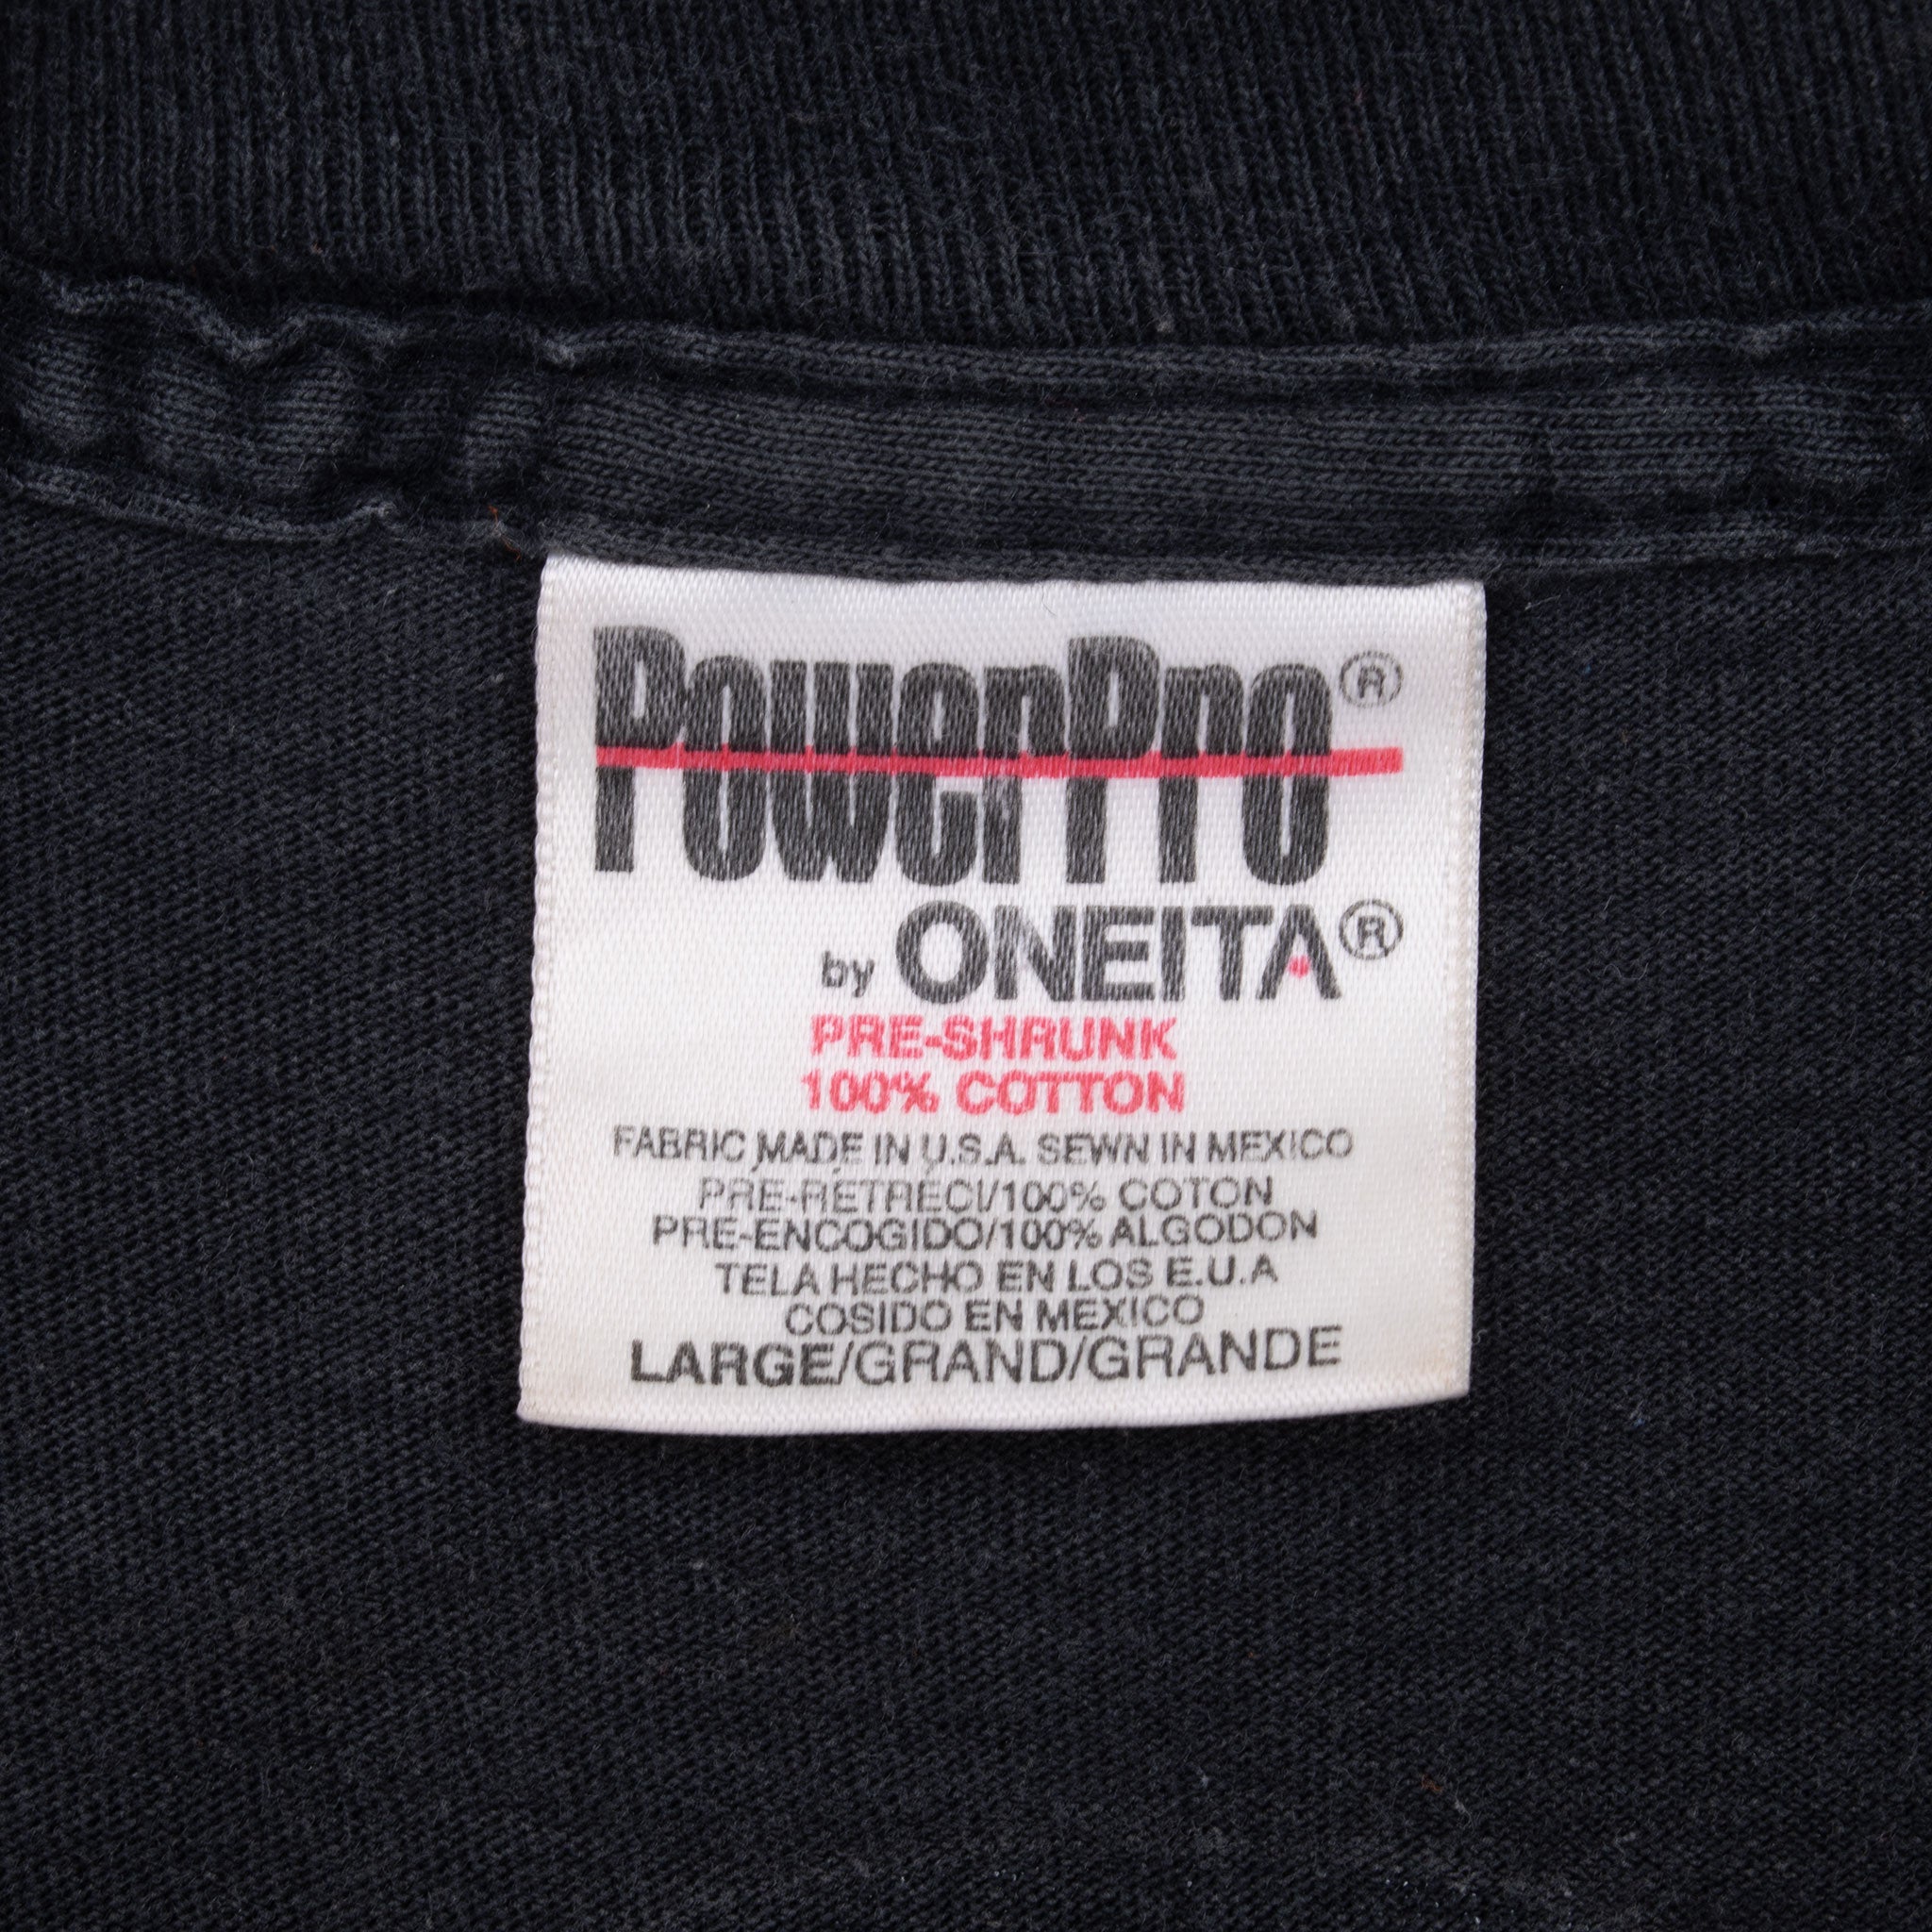 PowerPro®
by ONEITA®
PRE-SHRUNK
100% COTTON
FABRIC MADE IN U.S.A. SEWN IN MEXICO
PRE-RÉTRECI/100% COTON
PRE-ENCOGIDO/100% ALGODON
TELA HECHO EN LOS E.U.A
COSIDO EN MEXICO
LARGE/GRAND/GRANDE